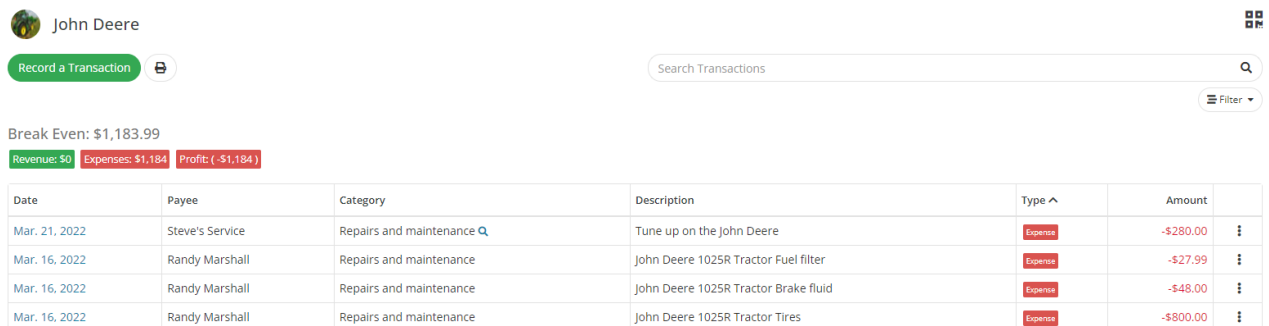 John Deere
Record a Transaction
Search Transactions
Filter
Break Even: $1,183.99
Revenue: $0 Expenses: $1,184 Profit: ( -$1,184 )
Date Payee Category Description Type Amount
Mar. 21, 2022 Steve's Service Repairs and maintenance Tune up on the John Deere Expense -$280.00
Mar. 16, 2022 Randy Marshall Repairs and maintenance John Deere 1025R Tractor Fuel filter Expense -$27.99
Mar. 16, 2022 Randy Marshall Repairs and maintenance John Deere 1025R Tractor Brake fluid Expense -$48.00
Mar. 16, 2022 Randy Marshall Repairs and maintenance John Deere 1025R Tractor Tires Expense -$800.00